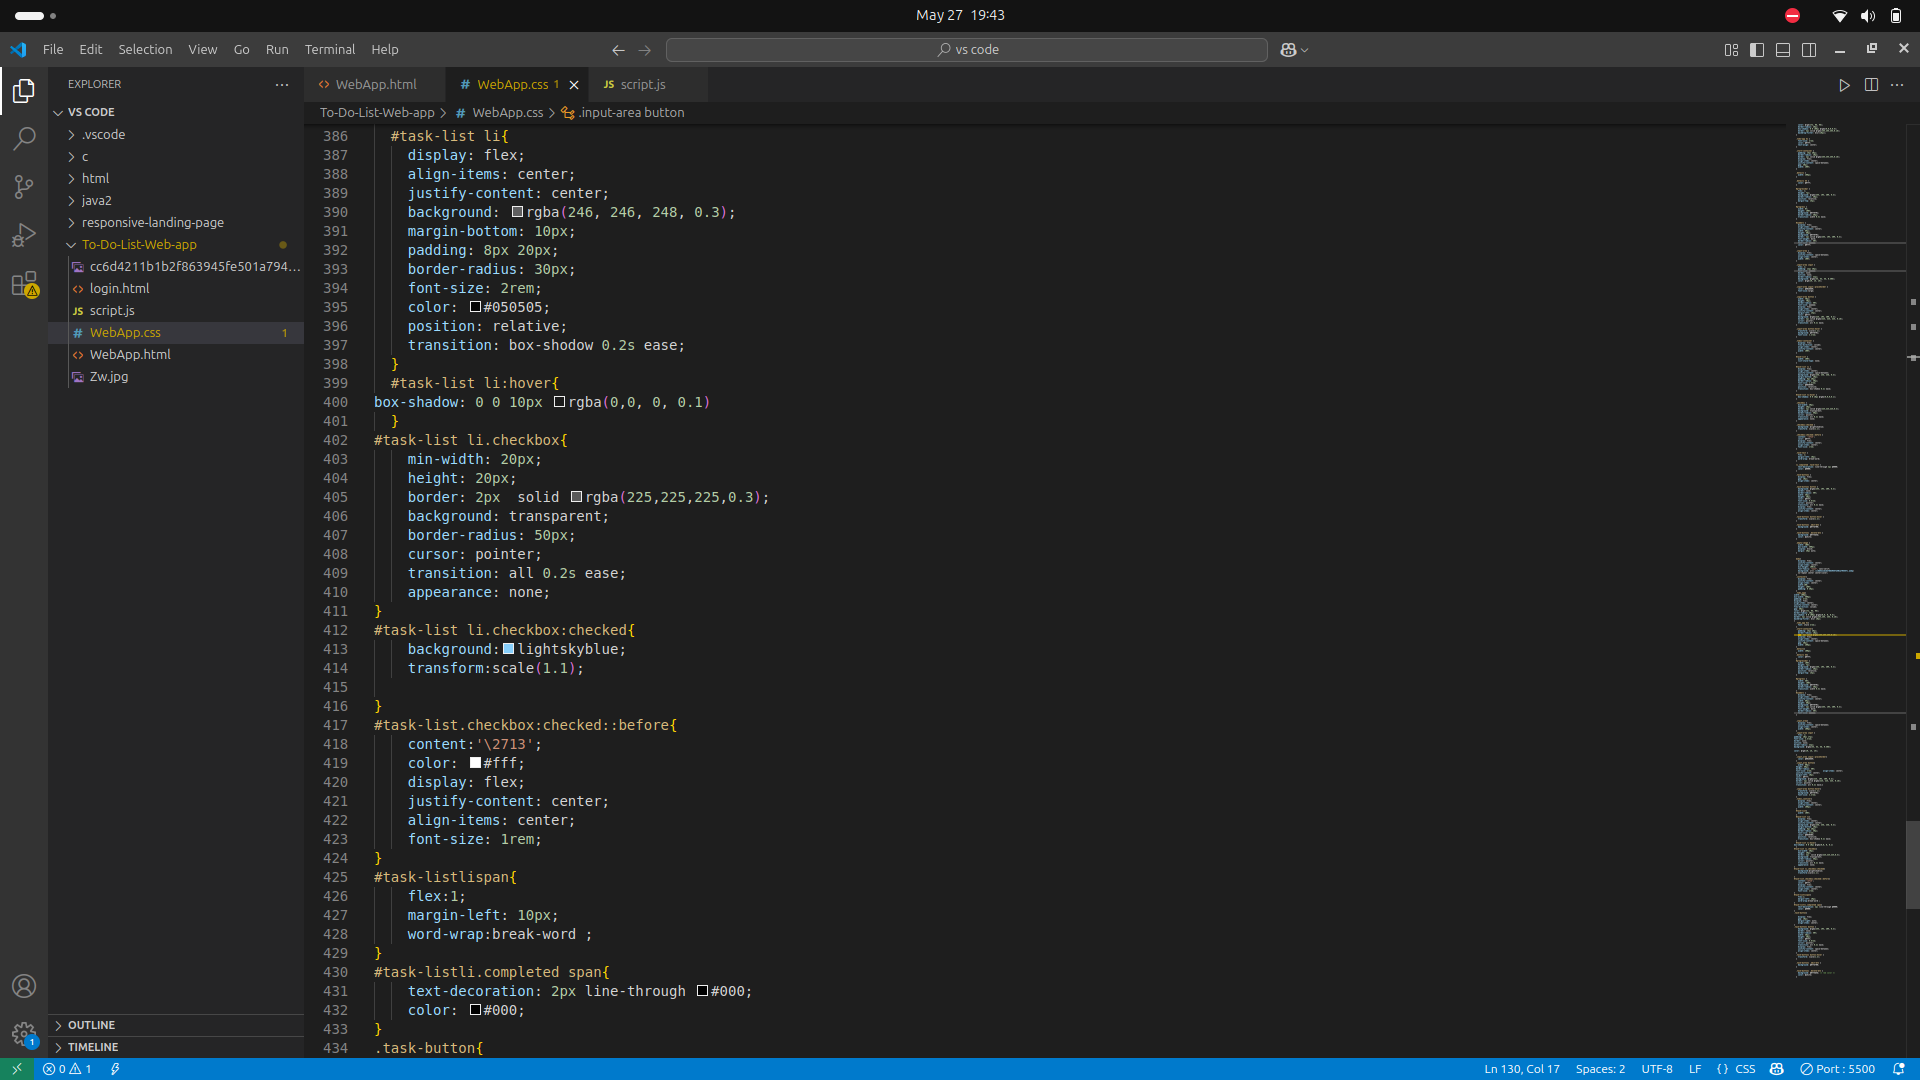 May 27 19:43
File Edit Selection View Go Run Terminal Help
vs code
EXPLORER
WebApp.html
WebApp.css 1
JS script.js
VS CODE
.vscode
c
html
java2
responsive-landing-page
To-Do-List-Web-app
cc6d4211b1b2f863945fe501a794...
login.html
JS script.js
# WebApp.css 1
WebApp.html
Zw.jpg
OUTLINE
TIMELINE
To-Do-List-Web-app > # WebApp.css > .input-area button
386 #task-list li{
387 display: flex;
388 align-items: center;
389 justify-content: center;
390 background: rgba(246, 246, 248, 0.3);
391 margin-bottom: 10px;
392 padding: 8px 20px;
393 border-radius: 30px;
394 font-size: 2rem;
395 color: #050505;
396 position: relative;
397 transition: box-shodow 0.2s ease;
398 }
399 #task-list li:hover{
400 box-shadow: 0 0 10px rgba(0,0, 0, 0.1)
401 }
402 #task-list li.checkbox{
403 min-width: 20px;
404 height: 20px;
405 border: 2px  solid rgba(225,225,225,0.3);
406 background: transparent;
407 border-radius: 50px;
408 cursor: pointer;
409 transition: all 0.2s ease;
410 appearance: none;
411 }
412 #task-list li.checkbox:checked{
413 background: lightskyblue;
414 transform:scale(1.1);
415
416 }
417 #task-list.checkbox:checked::before{
418 content:'\2713';
419 color: #fff;
420 display: flex;
421 justify-content: center;
422 align-items: center;
423 font-size: 1rem;
424 }
425 #task-listlispan{
426 flex:1;
427 margin-left: 10px;
428 word-wrap:break-word ;
429 }
430 #task-listli.completed span{
431 text-decoration: 2px line-through #000;
432 color: #000;
433 }
434 .task-button{
1
0 1 Ln 130, Col 17 Spaces: 2 UTF-8 LF {} CSS Port : 5500